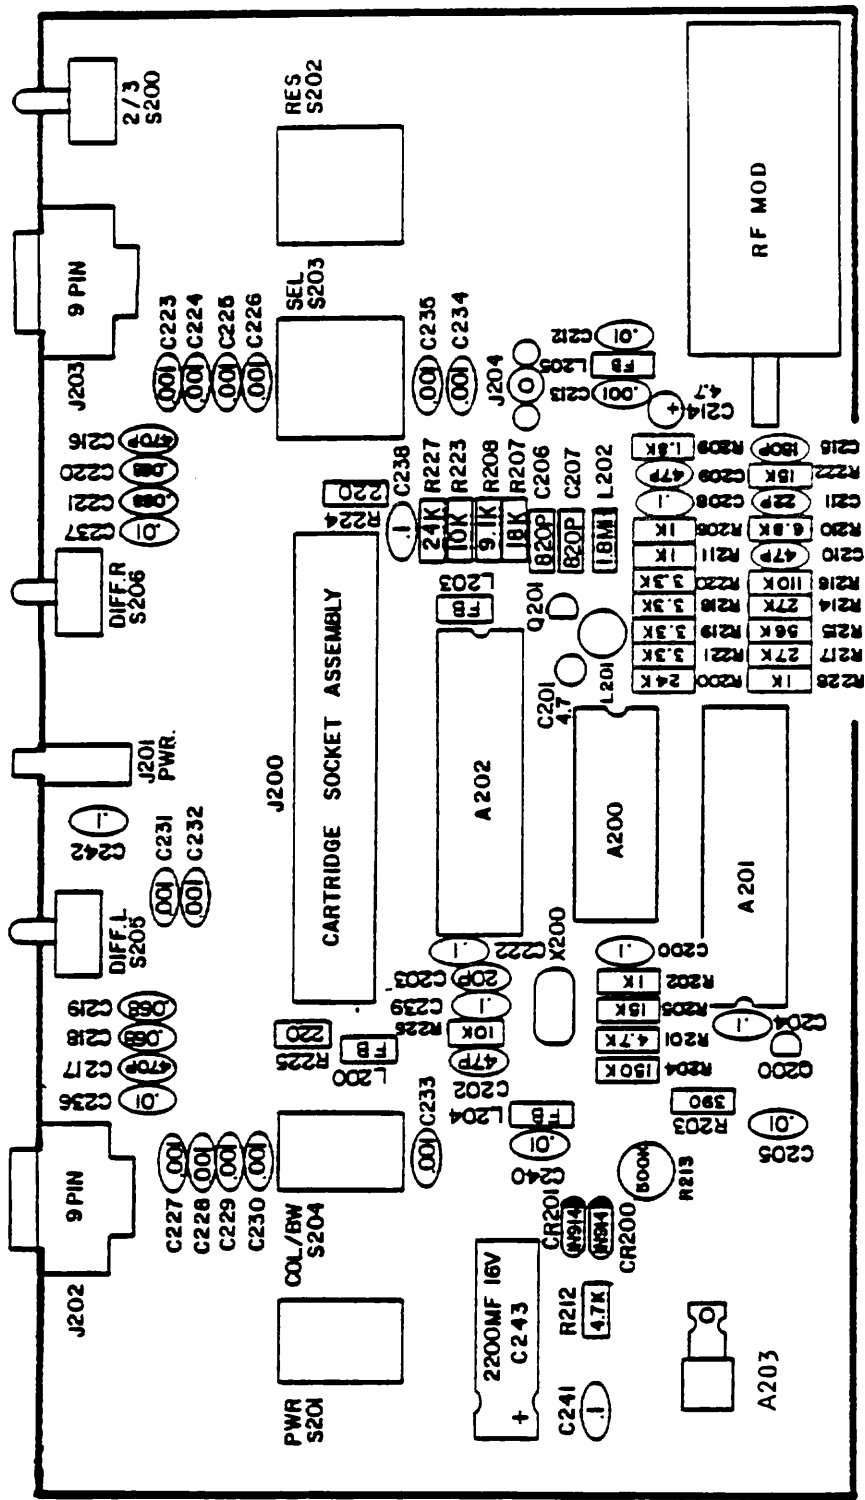 2/3
S200
RES
S202
RF MOD
9 PIN
J203
C223
.001
C224
.001
C225
.001
C226
.001
SEL
S203
C235
.001
C234
.001
J204
C212
.01
L205
FB
C213
.001
C214
4.7
+
C216
470P
C220
.068
C221
.068
C237
.01
220
R224
C238
.1
R227
24K
R223
10K
R208
9.1K
R207
18K
C206
820P
C207
820P
L202
1.8MH
1.8K
R209
47P
C209
.1
C208
1K
R206
1K
R211
3.3K
R220
3.3K
R218
3.3K
R219
3.3K
R221
24K
R200
C215
15K
R222
22P
C211
6.8K
R210
47P
C210
110K
R216
27K
R214
56K
R215
27K
R217
1K
R228
DIFF.R
S206
L203
FB
Q201
C201
4.7
L201
J201
PWR.
J200
CARTRIDGE SOCKET ASSEMBLY
A202
A200
A201
.1
C242
C231
.001
C232
.001
DIFF.L
S205
.1
C222
X200
.1
C200
C203
20P
C239
.1
R226
10K
47P
C202
1K
R202
15K
R205
4.7K
R201
150K
R204
.1
C204
Q200
C219
.068
C218
.068
C217
470P
C236
.01
220
R225
FB
L200
L204
FB
.01
C240
390
R203
.01
C205
9 PIN
J202
C227
.001
C228
.001
C229
.001
C230
.001
COL/BW
S204
C233
.001
CR201
IN914
CR200
IN914
500K
R213
PWR
S201
2200MF 16V
C243
+
R212
4.7K
C241
.1
A203